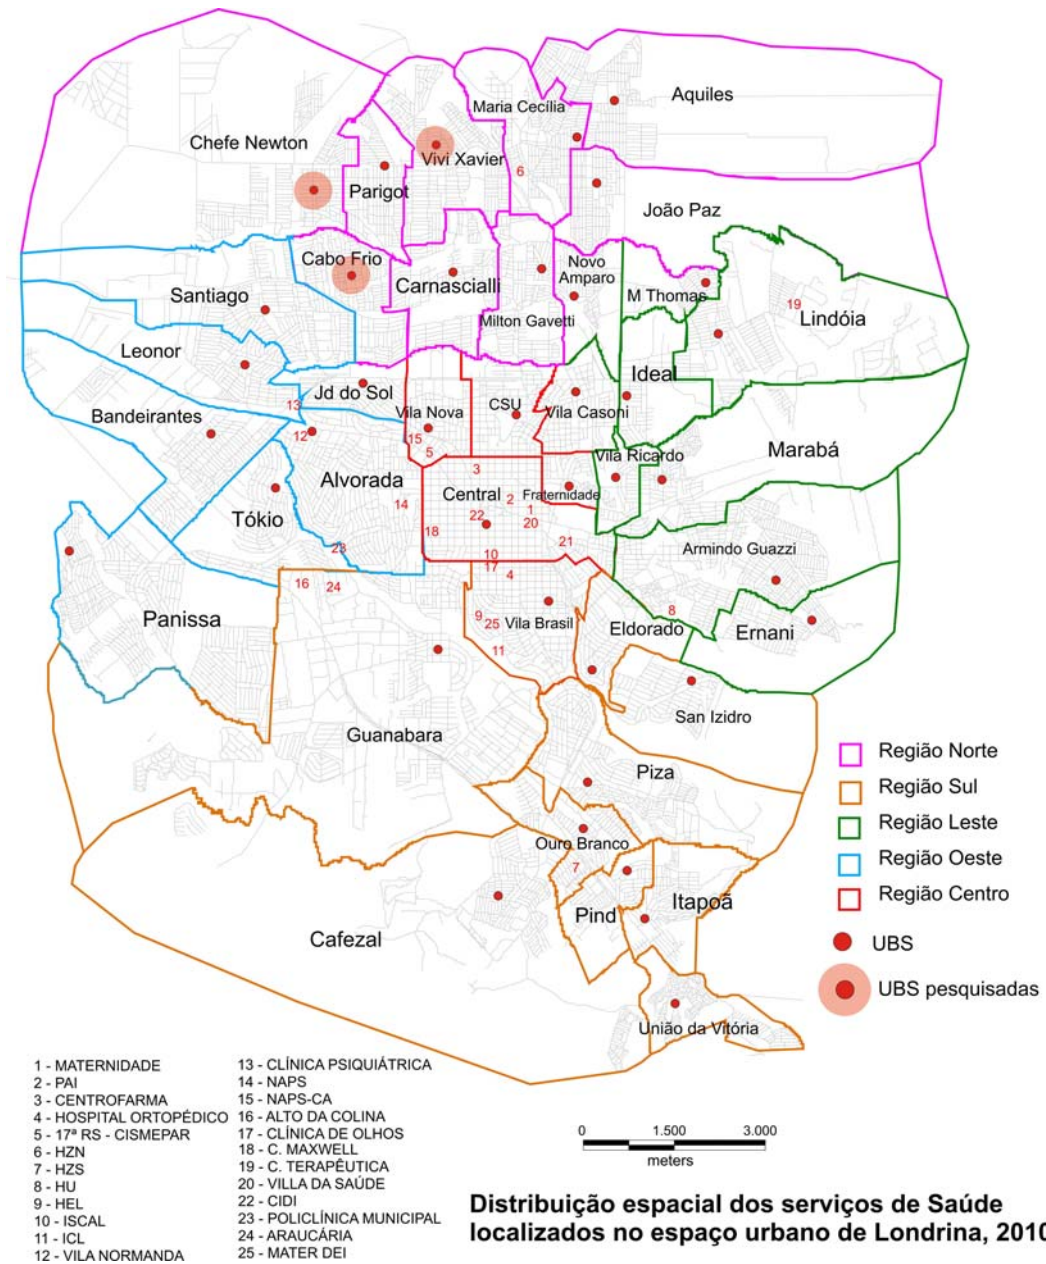 Aquiles
Maria Cecília
Chefe Newton
Vivi Xavier
6
Parigot
João Paz
Cabo Frio
Novo
Amparo
Carnascialli
Santiago
M Thomas
19
Lindóia
Milton Gavetti
Leonor
Ideal
Jd do Sol
13
Bandeirantes
Vila Nova
CSU
Vila Casoni
12
15
5
Marabá
Vila Ricardo
3
Alvorada
Central
Fraternidade
2
14
1
22
20
Tókio
18
21
23
10
Armindo Guazzi
17
4
16
24
8
9
25
Vila Brasil
Panissa
Eldorado
Ernani
11
San Izidro
Guanabara
Piza
Ouro Branco
7
Itapoã
Pind
Cafezal
União da Vitória
Região Norte
Região Sul
Região Leste
Região Oeste
Região Centro
UBS
UBS pesquisadas
1 - MATERNIDADE
2 - PAI
3 - CENTROFARMA
4 - HOSPITAL ORTOPÉDICO
5 - 17ª RS - CISMEPAR
6 - HZN
7 - HZS
8 - HU
9 - HEL
10 - ISCAL
11 - ICL
12 - VILA NORMANDA
13 - CLÍNICA PSIQUIÁTRICA
14 - NAPS
15 - NAPS-CA
16 - ALTO DA COLINA
17 - CLÍNICA DE OLHOS
18 - C. MAXWELL
19 - C. TERAPÊUTICA
20 - VILLA DA SAÚDE
22 - CIDI
23 - POLICLÍNICA MUNICIPAL
24 - ARAUCÁRIA
25 - MATER DEI
0 1.500 3.000
meters
Distribuição espacial dos serviços de Saúde
localizados no espaço urbano de Londrina, 2010